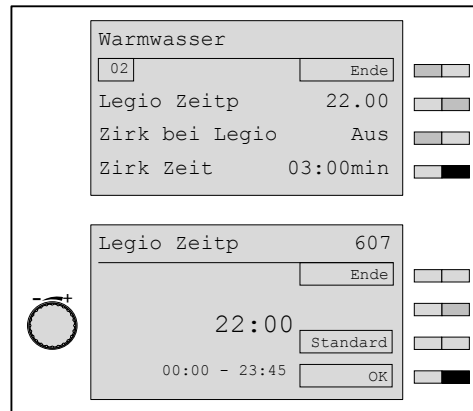 Warmwasser
02 Ende
Legio Zeitp 22.00
Zirk bei Legio Aus
Zirk Zeit 03:00min
Legio Zeitp 607
Ende
- +
22:00
Standard
00:00 - 23:45 OK